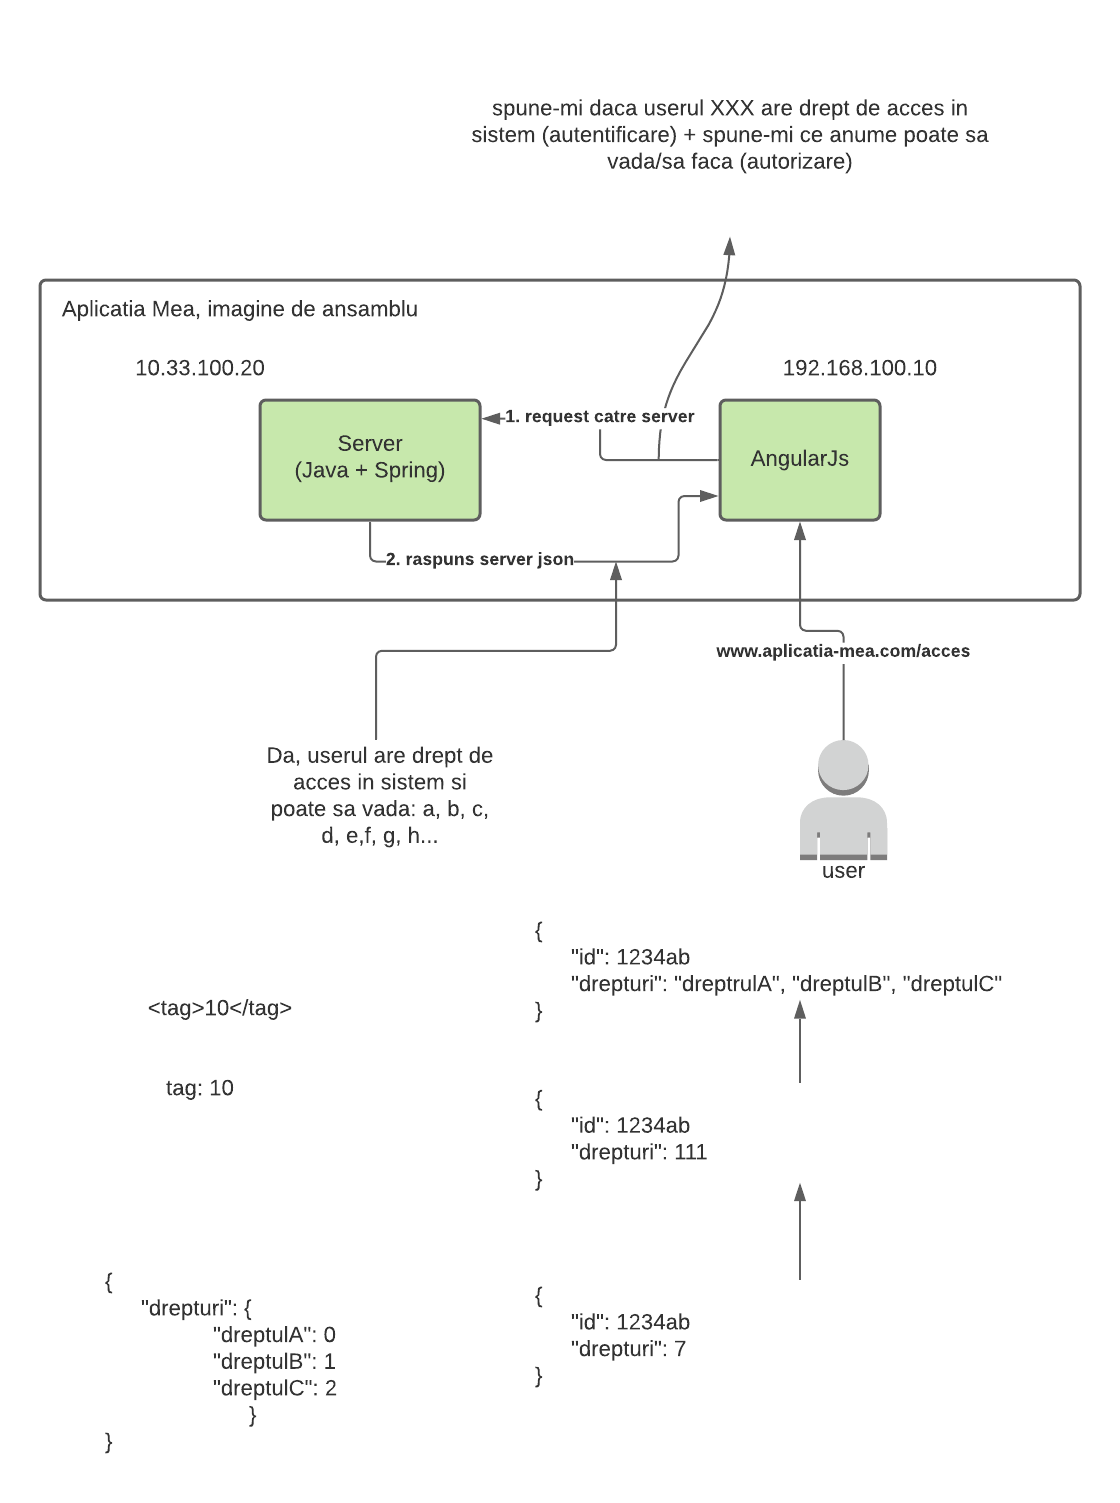 spune-mi daca userul XXX are drept de acces in
sistem (autentificare) + spune-mi ce anume poate sa
vada/sa faca (autorizare)
Aplicatia Mea, imagine de ansamblu
10.33.100.20
192.168.100.10
1. request catre server
Server
(Java + Spring)
AngularJs
2. raspuns server json
www.aplicatia-mea.com/acces
Da, userul are drept de
acces in sistem si
poate sa vada: a, b, c,
d, e,f, g, h...
user
{
"id": 1234ab
"drepturi": "dreptrulA", "dreptulB", "dreptulC"
}
<tag>10</tag>
tag: 10
{
"id": 1234ab
"drepturi": 111
}
{
"drepturi": {
"dreptulA": 0
"dreptulB": 1
"dreptulC": 2
}
}
{
"id": 1234ab
"drepturi": 7
}